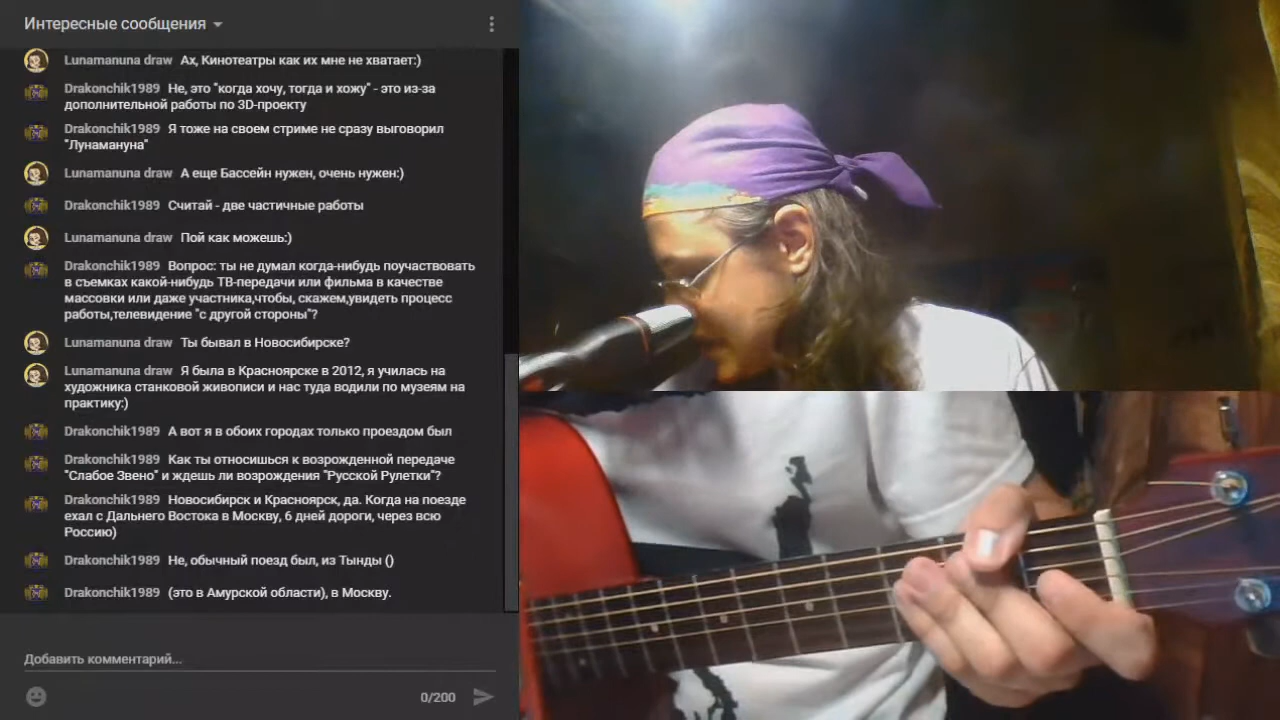 Интересные сообщения
Lunamanuna draw Ах, Кинотеатры как их мне не хватает:)
Drakonchik1989 Не, это "когда хочу, тогда и хожу" - это из-за
дополнительной работы по 3D-проекту
Drakonchik1989 Я тоже на своем стриме не сразу выговорил
"Лунамануна"
Lunamanuna draw А еще Бассейн нужен, очень нужен:)
Drakonchik1989 Считай - две частичные работы
Lunamanuna draw Пой как можешь:)
Drakonchik1989 Вопрос: ты не думал когда-нибудь поучаствовать
в съемках какой-нибудь ТВ-передачи или фильма в качестве
массовки или даже участника,чтобы, скажем,увидеть процесс
работы,телевидение "с другой стороны"?
Lunamanuna draw Ты бывал в Новосибирске?
Lunamanuna draw Я была в Красноярске в 2012, я училась на
художника станковой живописи и нас туда водили по музеям на
практику:)
Drakonchik1989 А вот я в обоих городах только проездом был
Drakonchik1989 Как ты относишься к возрожденной передаче
"Слабое Звено" и ждешь ли возрождения "Русской Рулетки"?
Drakonchik1989 Новосибирск и Красноярск, да. Когда на поезде
ехал с Дальнего Востока в Москву, 6 дней дороги, через всю
Россию)
Drakonchik1989 Не, обычный поезд был, из Тынды ()
Drakonchik1989 (это в Амурской области), в Москву.
Добавить комментарий...
0/200